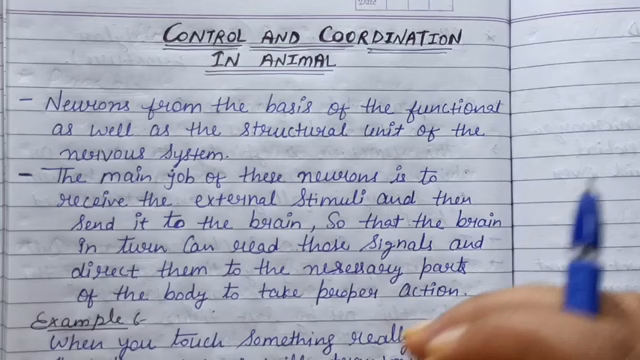 Date
CONTROL AND COORDINATION
IN ANIMAL
- Neurons from the basis of the functional
as well as the structural unit of the
nervous system.
- The main job of these neurons is to
receive the external stimuli and then
send it to the brain, So that the brain
in turn can read those signals and
direct them to the necessary parts
of the body to take proper action.
Example :-
When you touch something really